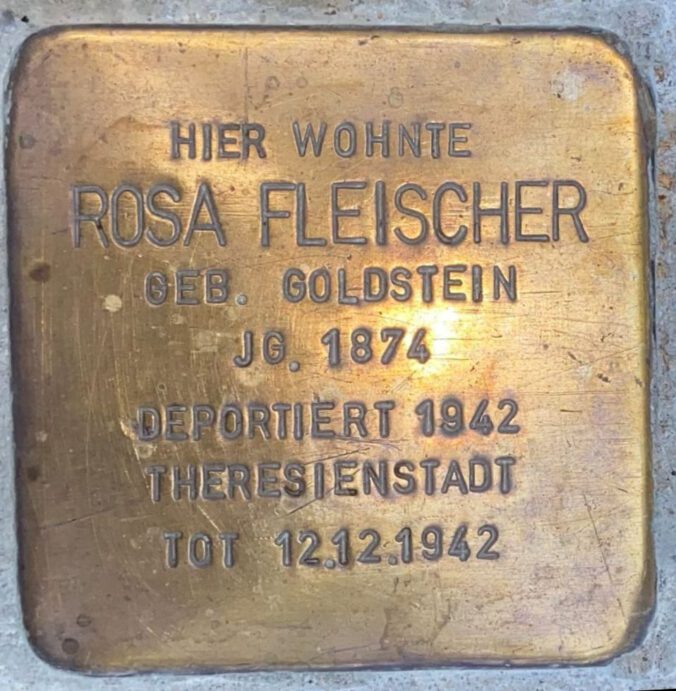 HIER WOHNTE
ROSA FLEISCHER
GEB. GOLDSTEIN
JG. 1874
DEPORTIERT 1942
THERESIENSTADT
TOT 12.12.1942